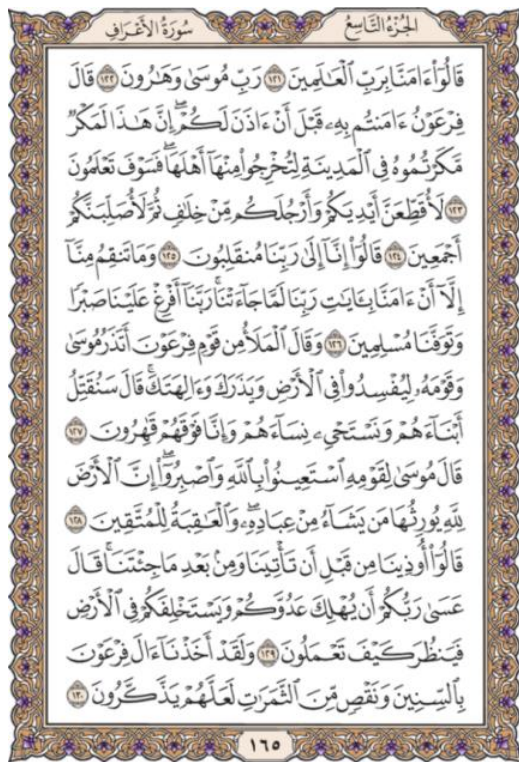 الجُزْءُ التَّاسِعُ سُورَةُ الأَعْرَافِ
قَالُوٓاْ ءَامَنَّا بِرَبِّ ٱلْعَٰلَمِينَ ١٢١ رَبِّ مُوسَىٰ وَهَٰرُونَ ١٢٢ قَالَ
فِرْعَوْنُ ءَامَنتُم بِهِۦ قَبْلَ أَنْ ءَاذَنَ لَكُمْۖ إِنَّ هَٰذَا لَمَكْرٌ
مَّكَرْتُمُوهُ فِي ٱلْمَدِينَةِ لِتُخْرِجُواْ مِنْهَآ أَهْلَهَاۖ فَسَوْفَ تَعْلَمُونَ
١٢٣ لَأُقَطِّعَنَّ أَيْدِيَكُمْ وَأَرْجُلَكُم مِّنْ خِلَٰفٍ ثُمَّ لَأُصَلِّبَنَّكُمْ
أَجْمَعِينَ ١٢٤ قَالُوٓاْ إِنَّآ إِلَىٰ رَبِّنَا مُنقَلِبُونَ ١٢٥ وَمَا تَنقِمُ مِنَّآ
إِلَّآ أَنْ ءَامَنَّا بِـَٔايَٰتِ رَبِّنَا لَمَّا جَآءَتْنَاۚ رَبَّنَآ أَفْرِغْ عَلَيْنَا صَبْرًا
وَتَوَفَّنَا مُسْلِمِينَ ١٢٦ وَقَالَ ٱلْمَلَأُ مِن قَوْمِ فِرْعَوْنَ أَتَذَرُ مُوسَىٰ
وَقَوْمَهُۥ لِيُفْسِدُواْ فِي ٱلْأَرْضِ وَيَذَرَكَ وَءَالِهَتَكَۚ قَالَ سَنُقَتِّلُ
أَبْنَآءَهُمْ وَنَسْتَحْيِۦ نِسَآءَهُمْ وَإِنَّا فَوْقَهُمْ قَٰهِرُونَ ١٢٧
قَالَ مُوسَىٰ لِقَوْمِهِ ٱسْتَعِينُواْ بِٱللَّهِ وَٱصْبِرُوٓاْۖ إِنَّ ٱلْأَرْضَ
لِلَّهِ يُورِثُهَا مَن يَشَآءُ مِنْ عِبَادِهِۦۖ وَٱلْعَٰقِبَةُ لِلْمُتَّقِينَ ١٢٨
قَالُوٓاْ أُوذِينَا مِن قَبْلِ أَن تَأْتِيَنَا وَمِنۢ بَعْدِ مَا جِئْتَنَاۚ قَالَ
عَسَىٰ رَبُّكُمْ أَن يُهْلِكَ عَدُوَّكُمْ وَيَسْتَخْلِفَكُمْ فِي ٱلْأَرْضِ
فَيَنظُرَ كَيْفَ تَعْمَلُونَ ١٢٩ وَلَقَدْ أَخَذْنَآ ءَالَ فِرْعَوْنَ
بِٱلسِّنِينَ وَنَقْصٍ مِّنَ ٱلثَّمَرَٰتِ لَعَلَّهُمْ يَذَّكَّرُونَ ١٣٠
١٦٥